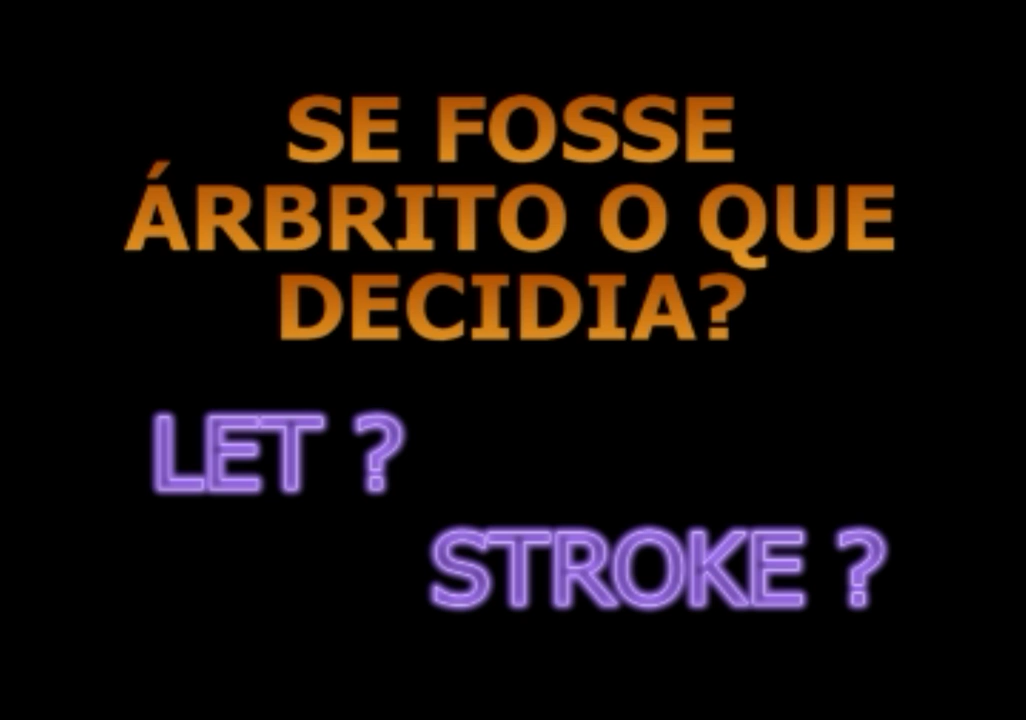 SE FOSSE
ÁRBRITO O QUE
DECIDIA?
LET ?
STROKE ?